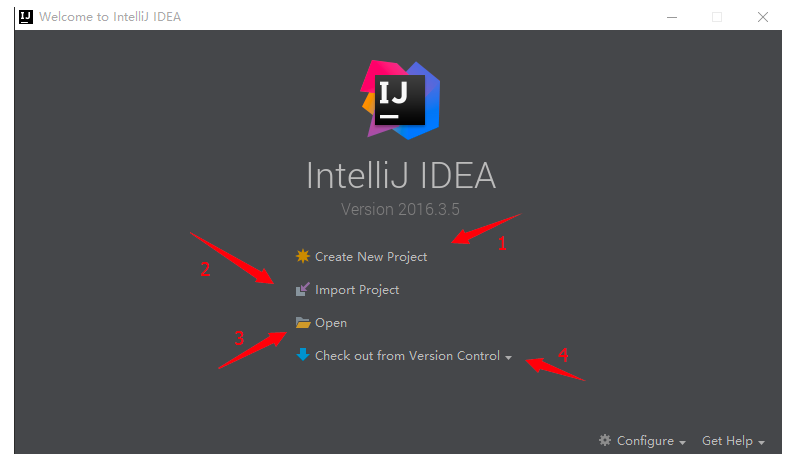 Welcome to IntelliJ IDEA
IJ
IntelliJ IDEA
Version 2016.3.5
1
Create New Project
2
Import Project
3
Open
4
Check out from Version Control
Configure
Get Help